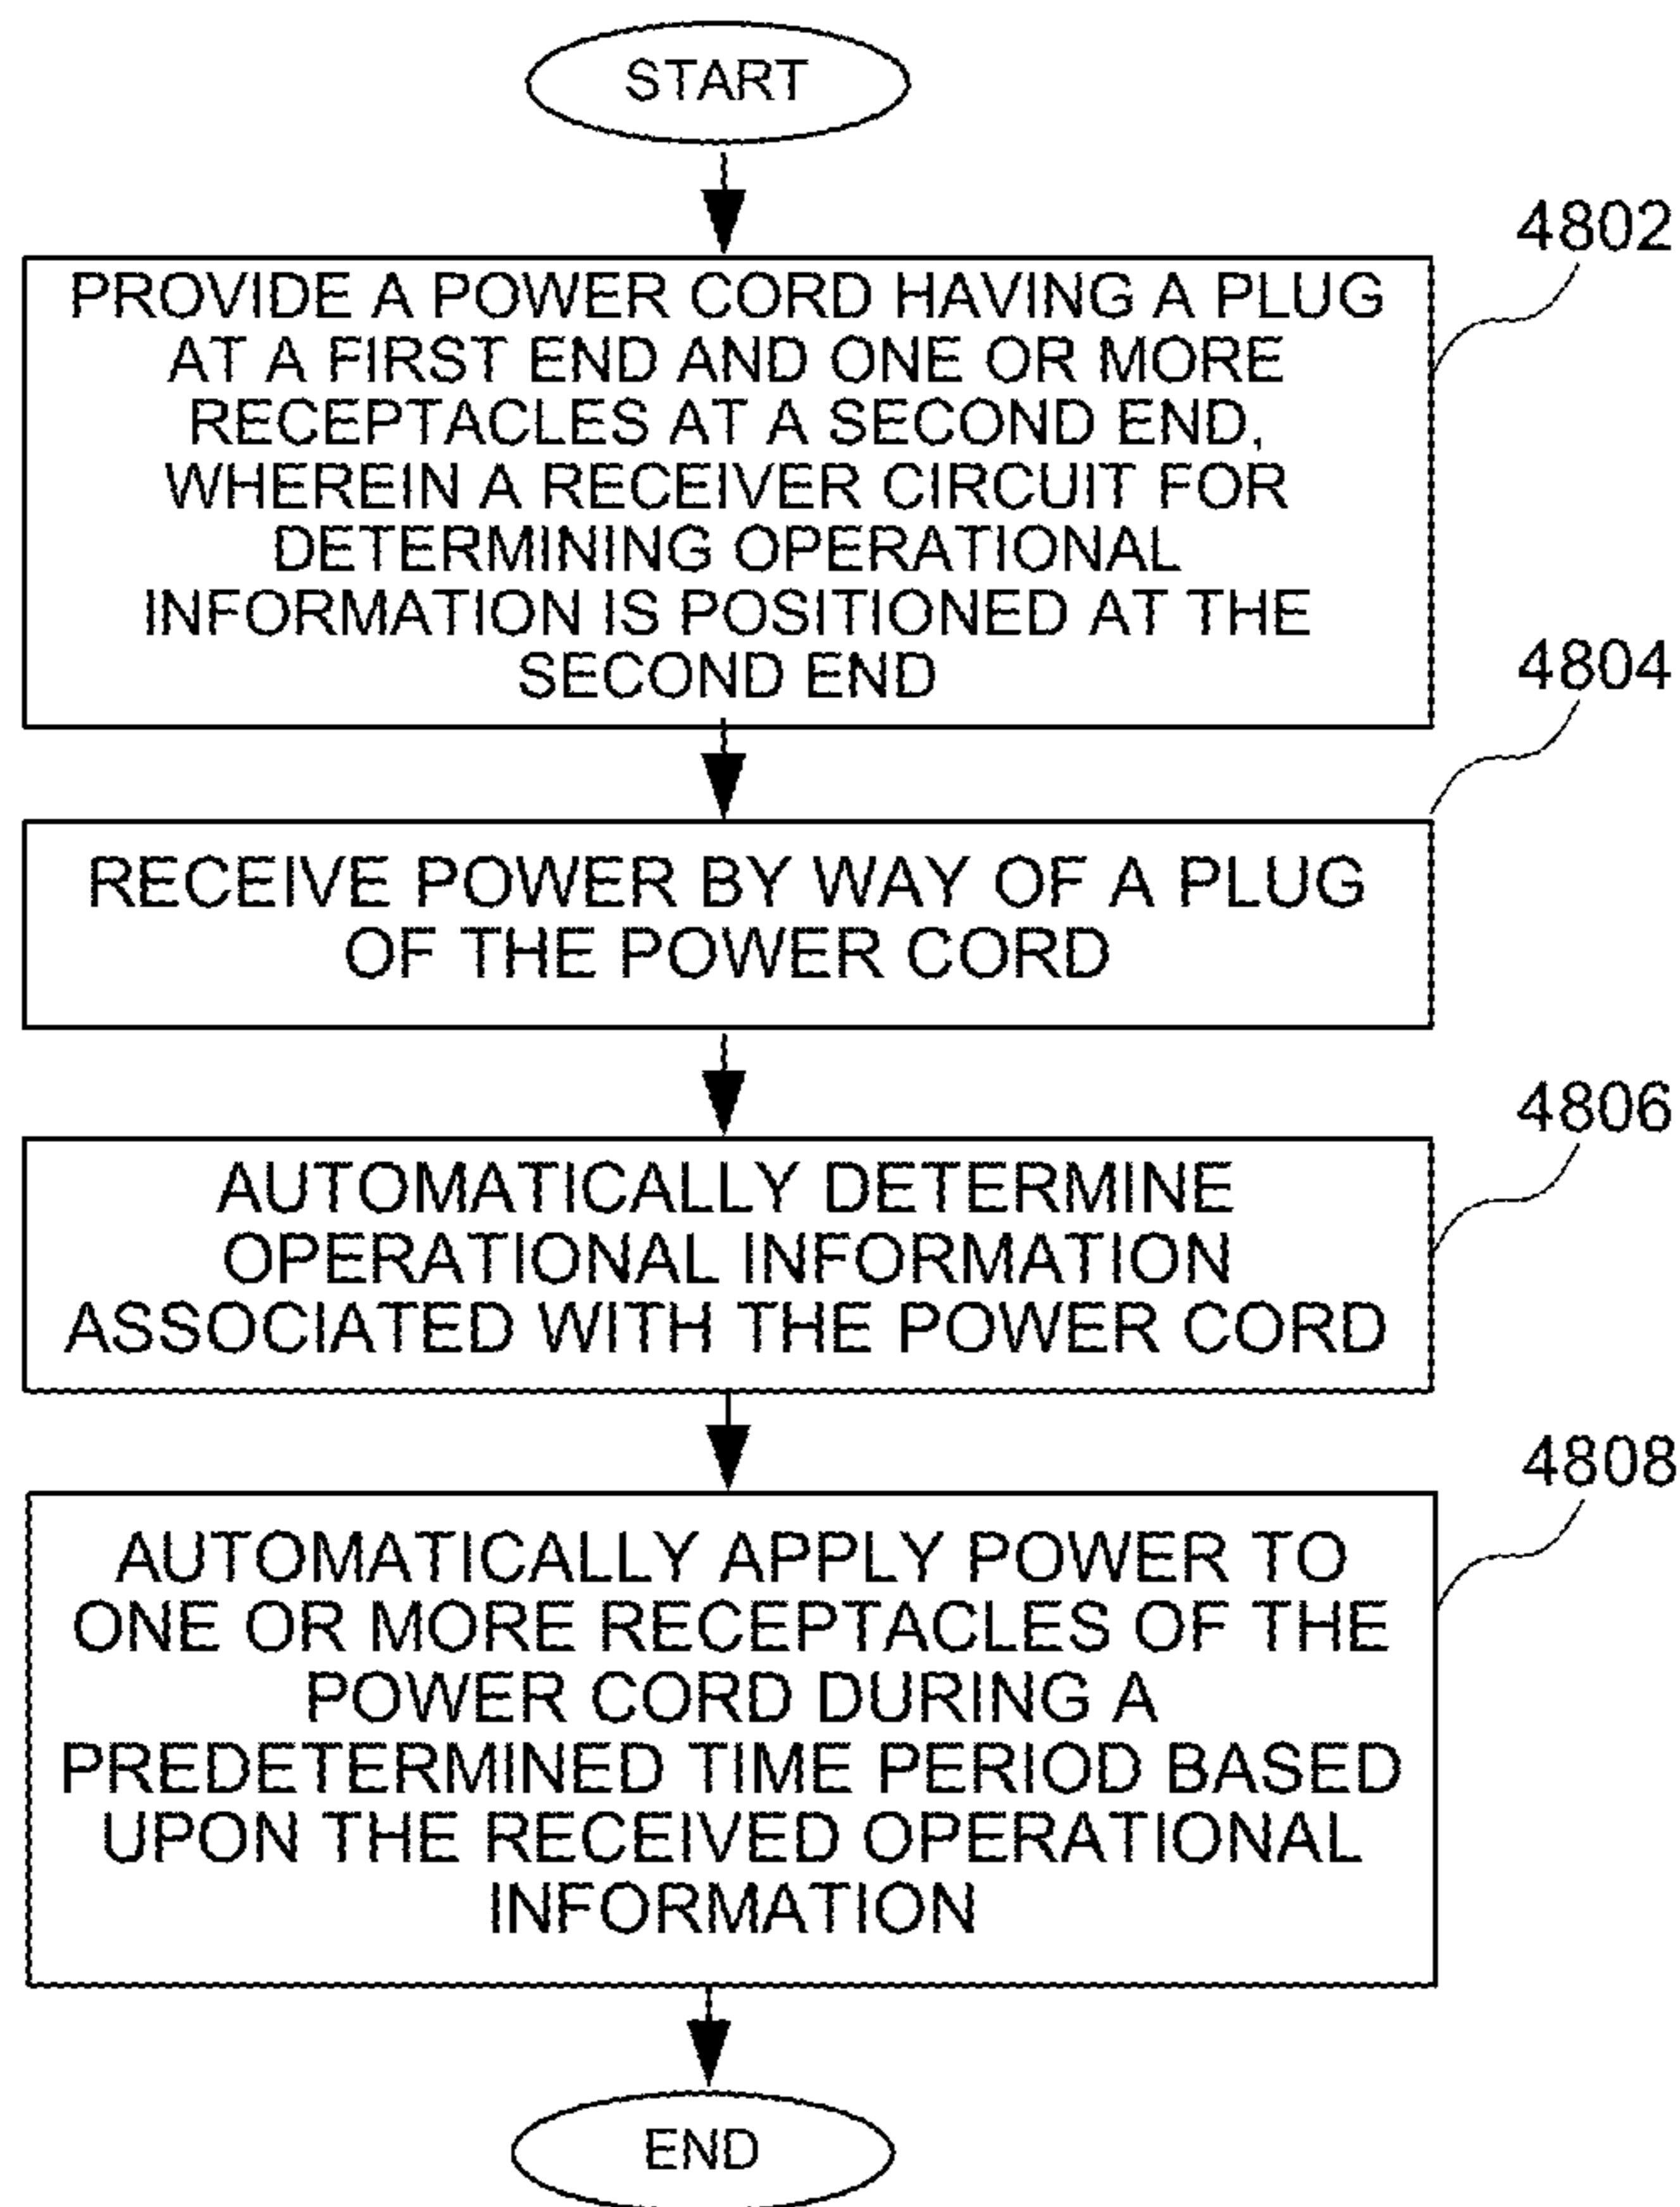 START
4802
PROVIDE A POWER CORD HAVING A PLUG
AT A FIRST END AND ONE OR MORE
RECEPTACLES AT A SECOND END,
WHEREIN A RECEIVER CIRCUIT FOR
DETERMINING OPERATIONAL
INFORMATION IS POSITIONED AT THE
SECOND END
4804
RECEIVE POWER BY WAY OF A PLUG
OF THE POWER CORD
4806
AUTOMATICALLY DETERMINE
OPERATIONAL INFORMATION
ASSOCIATED WITH THE POWER CORD
4808
AUTOMATICALLY APPLY POWER TO
ONE OR MORE RECEPTACLES OF THE
POWER CORD DURING A
PREDETERMINED TIME PERIOD BASED
UPON THE RECEIVED OPERATIONAL
INFORMATION
END